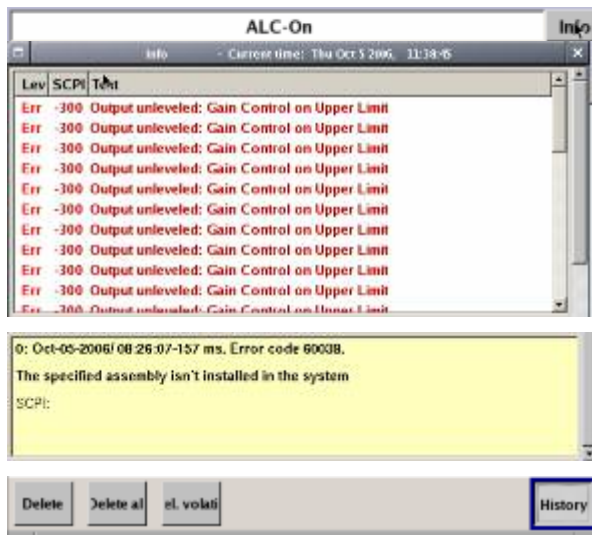 ALC-On
Info
Info - Current time: Thu Oct 5 2006, 11:38:45
Lev SCPI Text
Err -300 Output unleveled: Gain Control on Upper Limit
Err -300 Output unleveled: Gain Control on Upper Limit
Err -300 Output unleveled: Gain Control on Upper Limit
Err -300 Output unleveled: Gain Control on Upper Limit
Err -300 Output unleveled: Gain Control on Upper Limit
Err -300 Output unleveled: Gain Control on Upper Limit
Err -300 Output unleveled: Gain Control on Upper Limit
Err -300 Output unleveled: Gain Control on Upper Limit
Err -300 Output unleveled: Gain Control on Upper Limit
Err -300 Output unleveled: Gain Control on Upper Limit
Err -300 Output unleveled: Gain Control on Upper Limit
0: Oct-05-2006/ 08:26:07-157 ms. Error code 60038.
The specified assembly isn't installed in the system
SCPI:
Delete
Delete al
el. volati
History